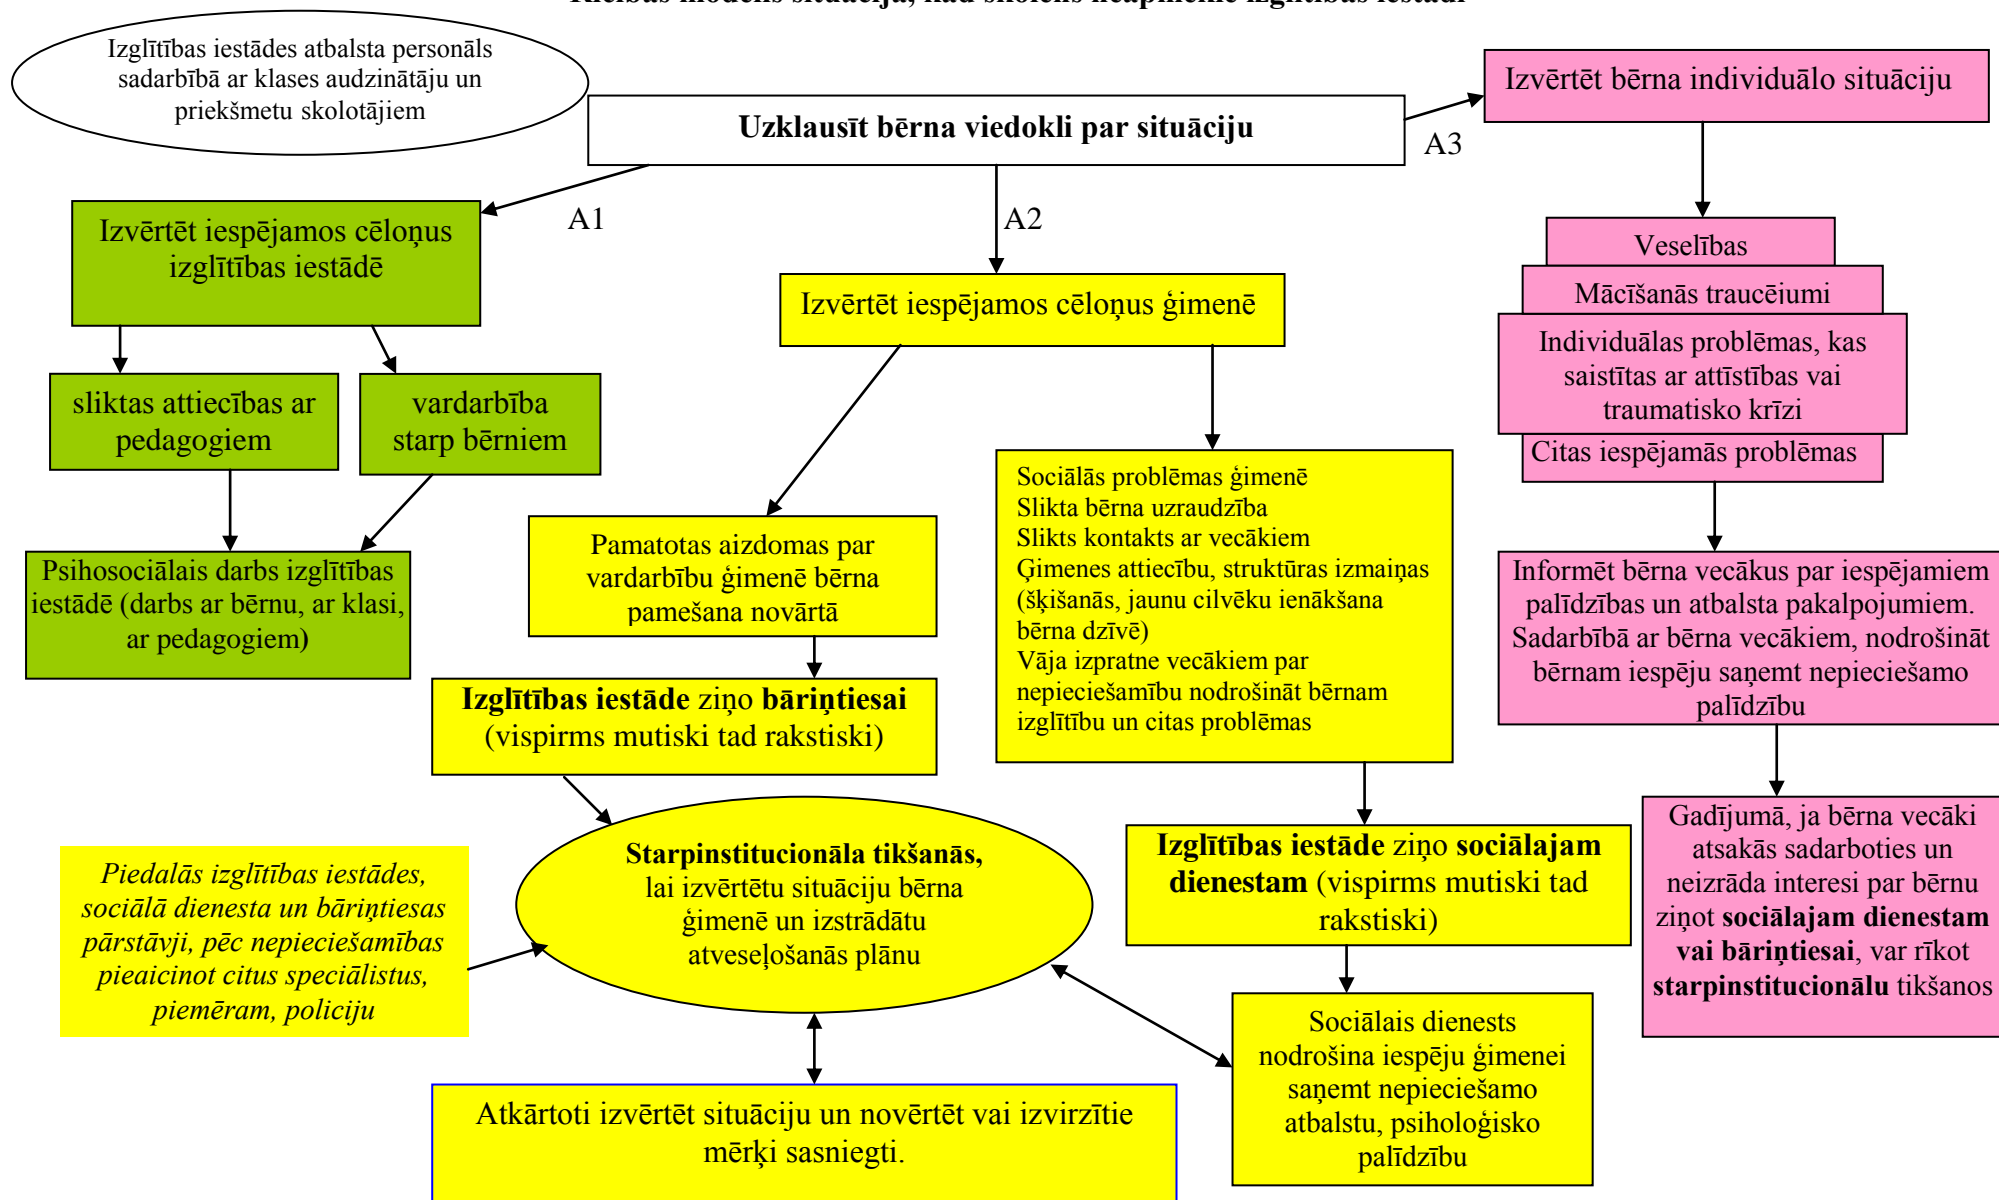 Rīcības modelis situācijā, kad skolēns neapmeklē izglītības iestādi
Izglītības iestādes atbalsta personāls
sadarbībā ar klases audzinātāju un
priekšmetu skolotājiem
Uzklausīt bērna viedokli par situāciju
Izvērtēt bērna individuālo situāciju
A3
A1
A2
Izvērtēt iespējamos cēloņus
izglītības iestādē
sliktas attiecības ar
pedagogiem
vardarbība
starp bērniem
Psihosociālais darbs izglītības
iestādē (darbs ar bērnu, ar klasi,
ar pedagogiem)
Izvērtēt iespējamos cēloņus ģimenē
Pamatotas aizdomas par
vardarbību ģimenē bērna
pamešana novārtā
Izglītības iestāde ziņo bāriņtiesai
(vispirms mutiski tad rakstiski)
Sociālās problēmas ģimenē
Slikta bērna uzraudzība
Slikts kontakts ar vecākiem
Ģimenes attiecību, struktūras izmaiņas
(šķišanās, jaunu cilvēku ienākšana
bērna dzīvē)
Vāja izpratne vecākiem par
nepieciešamību nodrošināt bērnam
izglītību un citas problēmas
Veselības
Mācīšanās traucējumi
Individuālas problēmas, kas
saistītas ar attīstības vai
traumatisko krīzi
Citas iespējamās problēmas
Informēt bērna vecākus par iespējamiem
palīdzības un atbalsta pakalpojumiem.
Sadarbībā ar bērna vecākiem, nodrošināt
bērnam iespēju saņemt nepieciešamo
palīdzību
Gadījumā, ja bērna vecāki
atsakās sadarboties un
neizrāda interesi par bērnu
ziņot sociālajam dienestam
vai bāriņtiesai, var rīkot
starpinstitucionālu tikšanos
Piedalās izglītības iestādes,
sociālā dienesta un bāriņtiesas
pārstāvji, pēc nepieciešamības
pieaicinot citus speciālistus,
piemēram, policiju
Starpinstitucionāla tikšanās,
lai izvērtētu situāciju bērna
ģimenē un izstrādātu
atveseļošanās plānu
Izglītības iestāde ziņo sociālajam
dienestam (vispirms mutiski tad
rakstiski)
Sociālais dienests
nodrošina iespēju ģimenei
saņemt nepieciešamo
atbalstu, psiholoģisko
palīdzību
Atkārtoti izvērtēt situāciju un novērtēt vai izvirzītie
mērķi sasniegti.